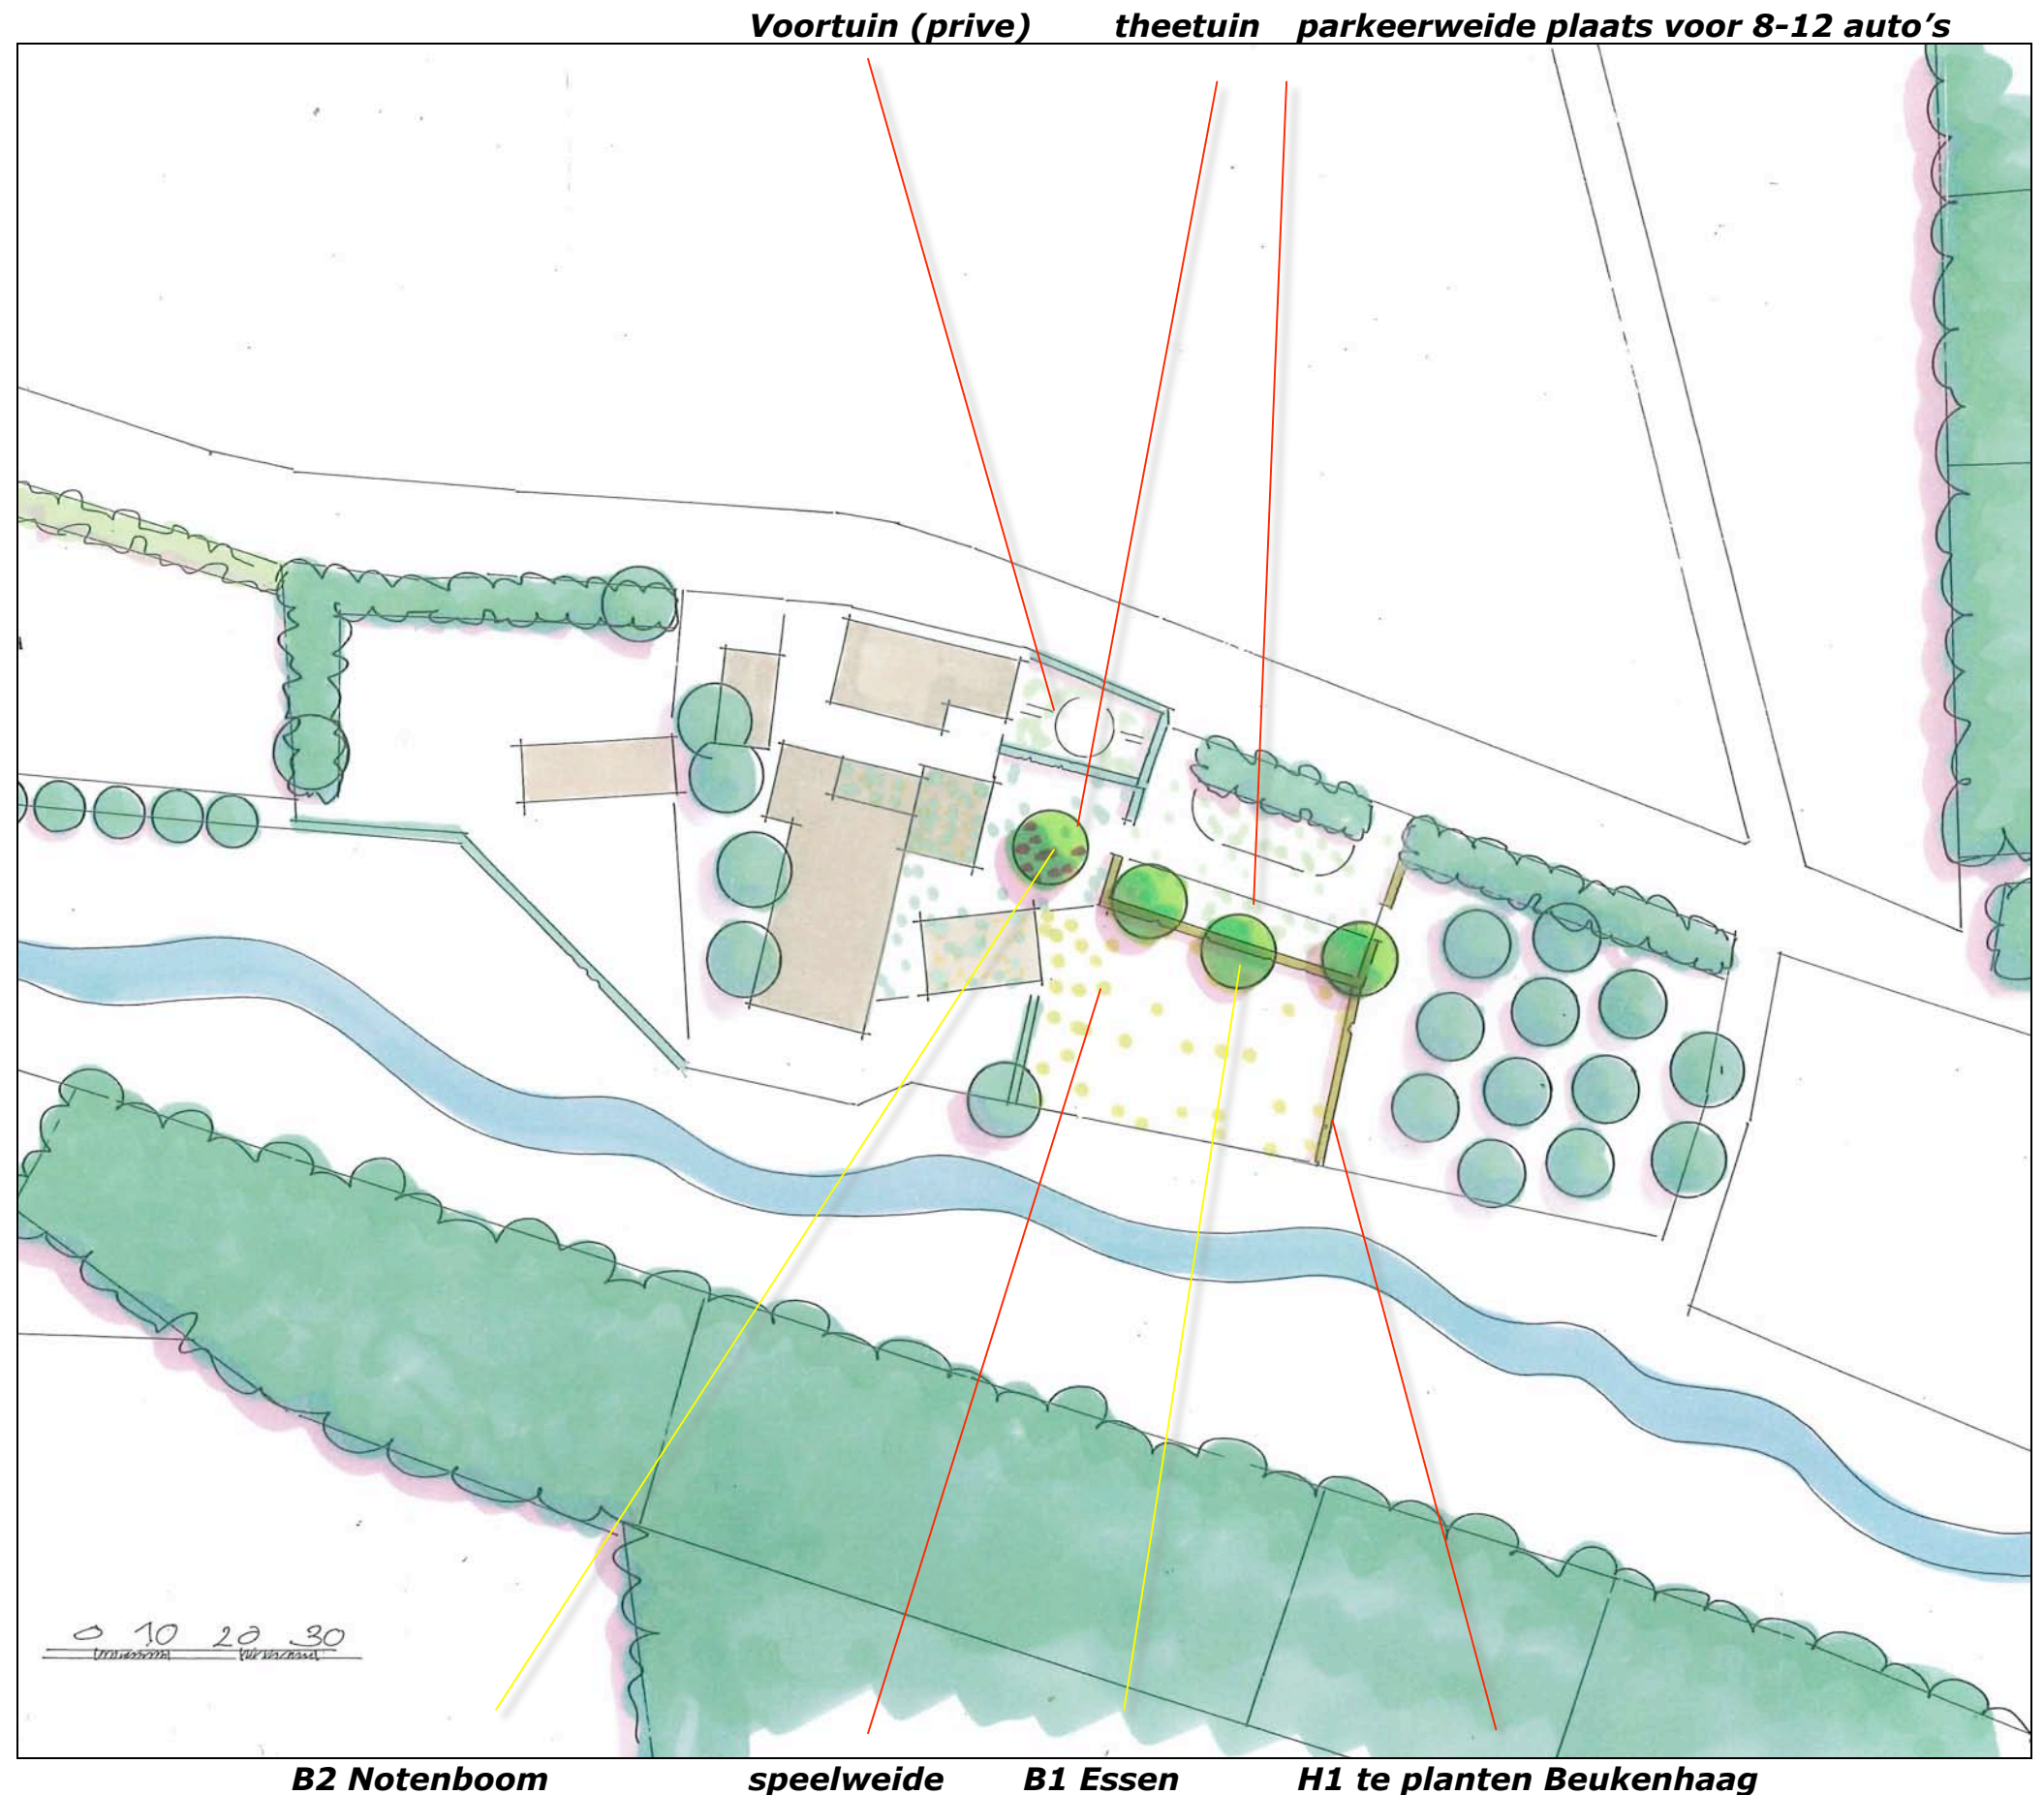 Voortuin (prive) theetuin parkeerweide plaats voor 8-12 auto's
0 10 20 30
B2 Notenboom speelweide B1 Essen H1 te planten Beukenhaag